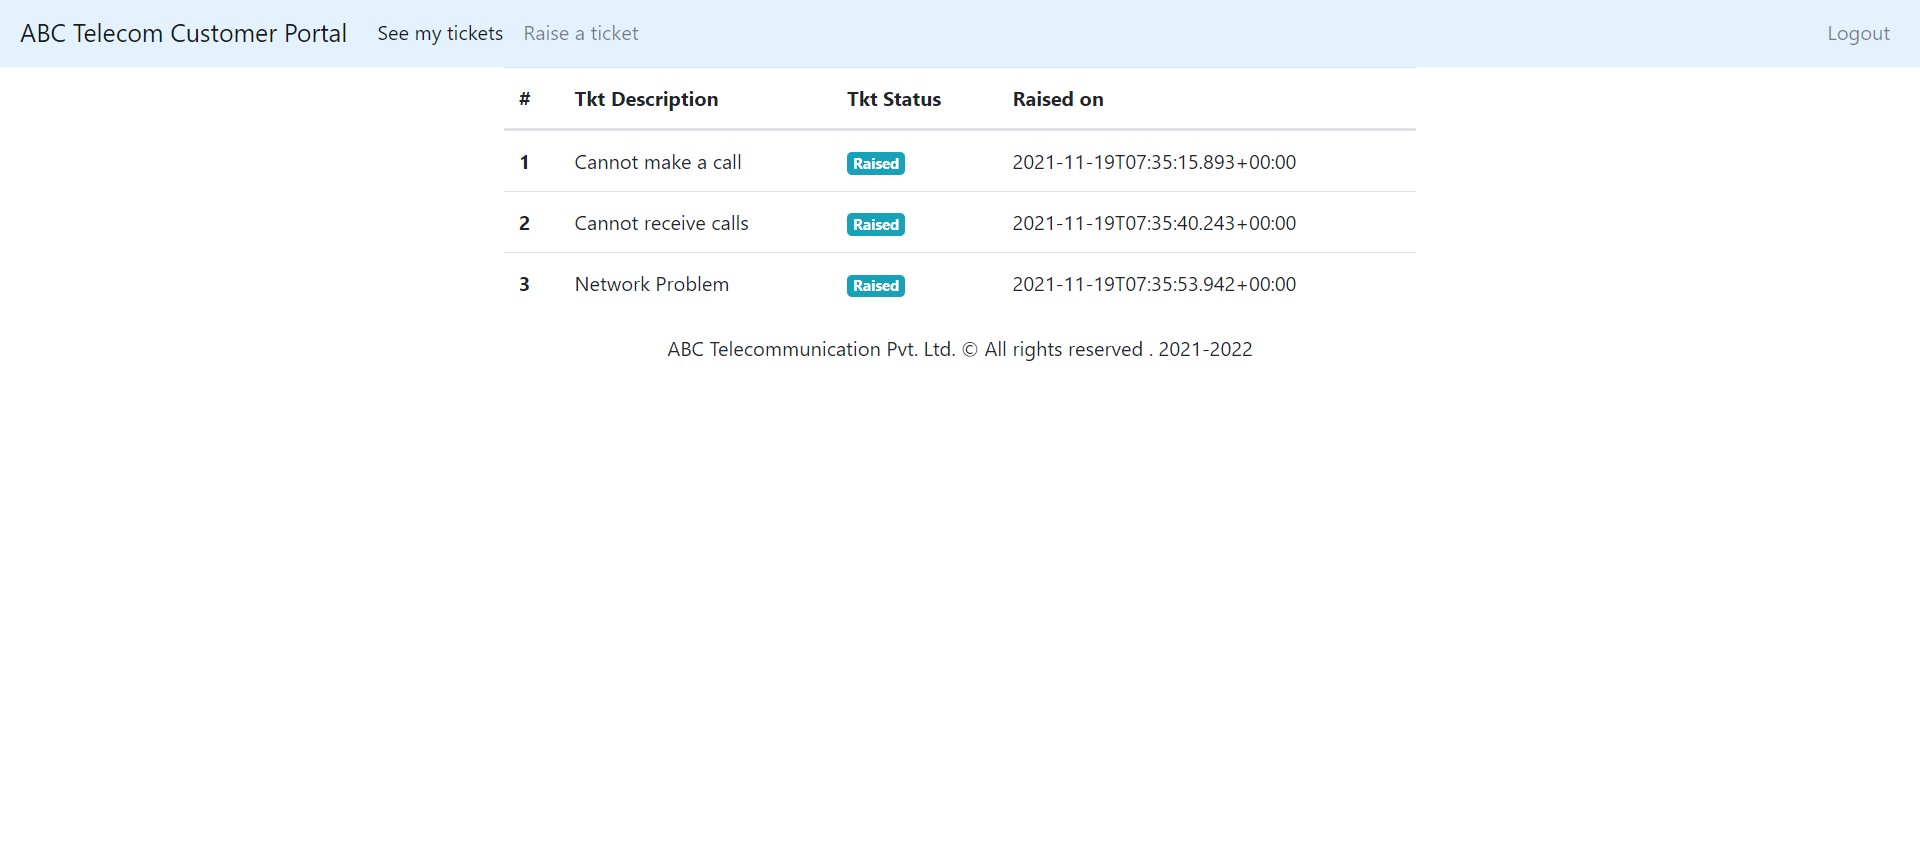 ABC Telecom Customer Portal See my tickets Raise a ticket Logout
# Tkt Description Tkt Status Raised on
1 Cannot make a call Raised 2021-11-19T07:35:15.893+00:00
2 Cannot receive calls Raised 2021-11-19T07:35:40.243+00:00
3 Network Problem Raised 2021-11-19T07:35:53.942+00:00
ABC Telecommunication Pvt. Ltd. © All rights reserved . 2021-2022